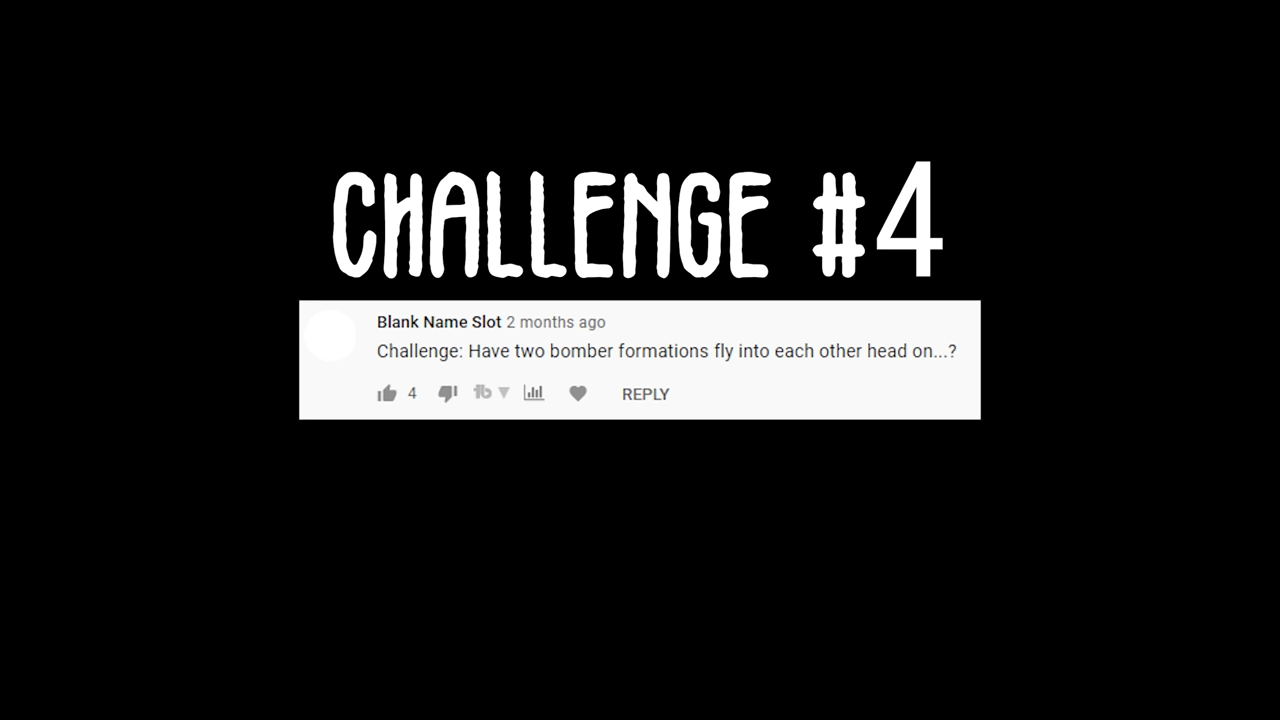 CHALLENGE #4
Blank Name Slot 2 months ago
Challenge: Have two bomber formations fly into each other head on...?
4 REPLY